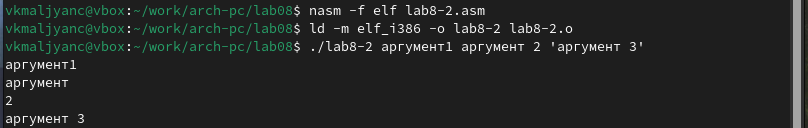 vkmaljyanc@vbox:~/work/arch-pc/lab08$ nasm -f elf lab8-2.asm
vkmaljyanc@vbox:~/work/arch-pc/lab08$ ld -m elf_i386 -o lab8-2 lab8-2.o
vkmaljyanc@vbox:~/work/arch-pc/lab08$ ./lab8-2 аргумент1 аргумент 2 'аргумент 3'
аргумент1
аргумент
2
аргумент 3